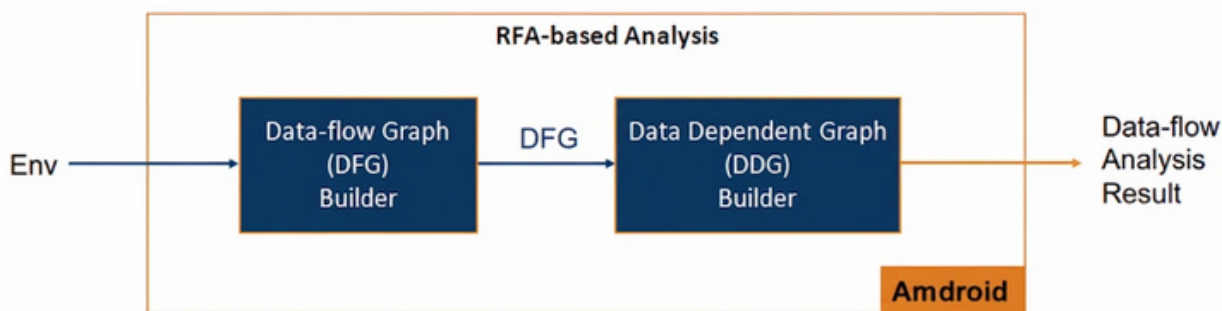 RFA-based Analysis
Env
Data-flow Graph
(DFG)
Builder
DFG
Data Dependent Graph
(DDG)
Builder
Data-flow
Analysis
Result
Amdroid